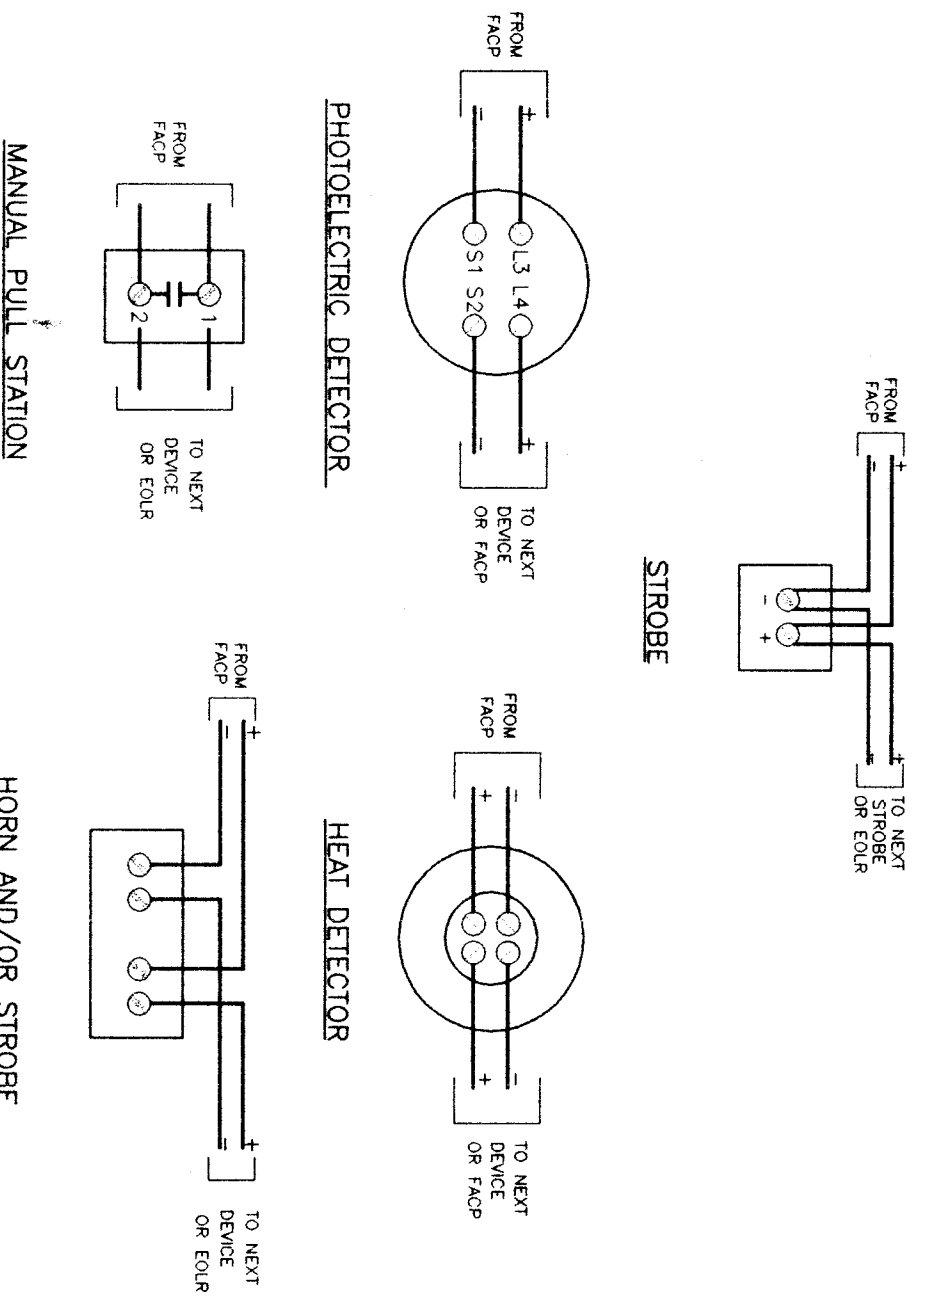 FROM
FACP
+
-
-
+
+
-
TO NEXT
STROBE
OR EOLR
STROBE
FROM
FACP
+
-
L3 L4
S1 S2
+
-
TO NEXT
DEVICE
OR FACP
PHOTOELECTRIC DETECTOR
FROM
FACP
-
+
-
+
TO NEXT
DEVICE
OR FACP
HEAT DETECTOR
FROM
FACP
1
2
TO NEXT
DEVICE
OR EOLR
MANUAL PULL STATION
FROM
FACP
+
-
+
-
TO NEXT
DEVICE
OR EOLR
HORN AND/OR STROBE